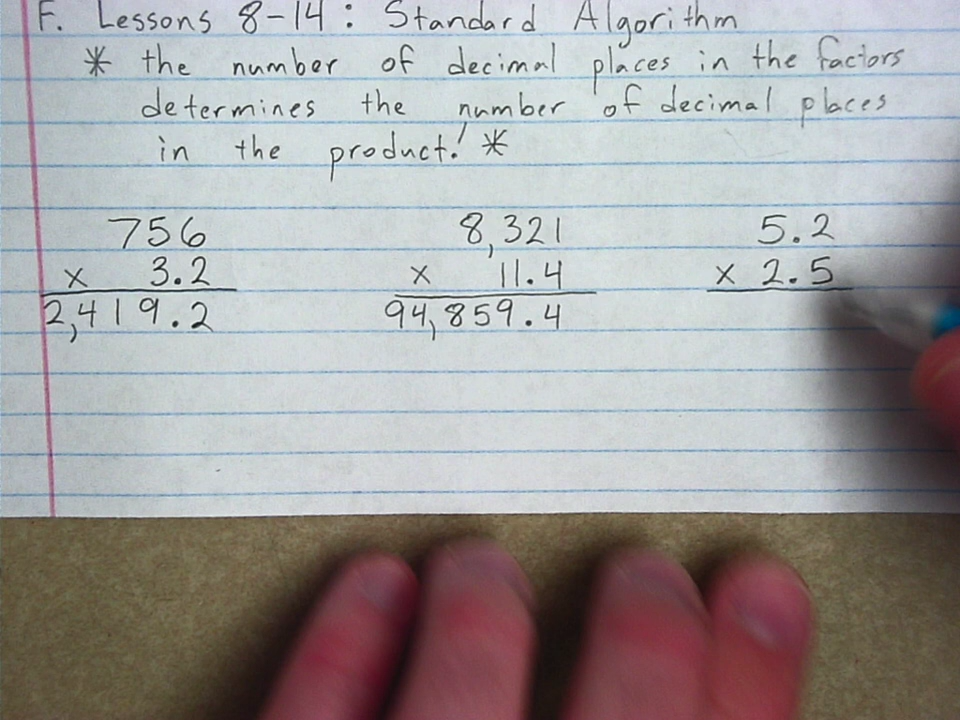 F. Lessons 8-14: Standard Algorithm
* the number of decimal places in the factors
determines the number of decimal places
in the product! *
756 8,321 5.2
x 3.2 x 11.4 x 2.5
2,419.2 94,859.4